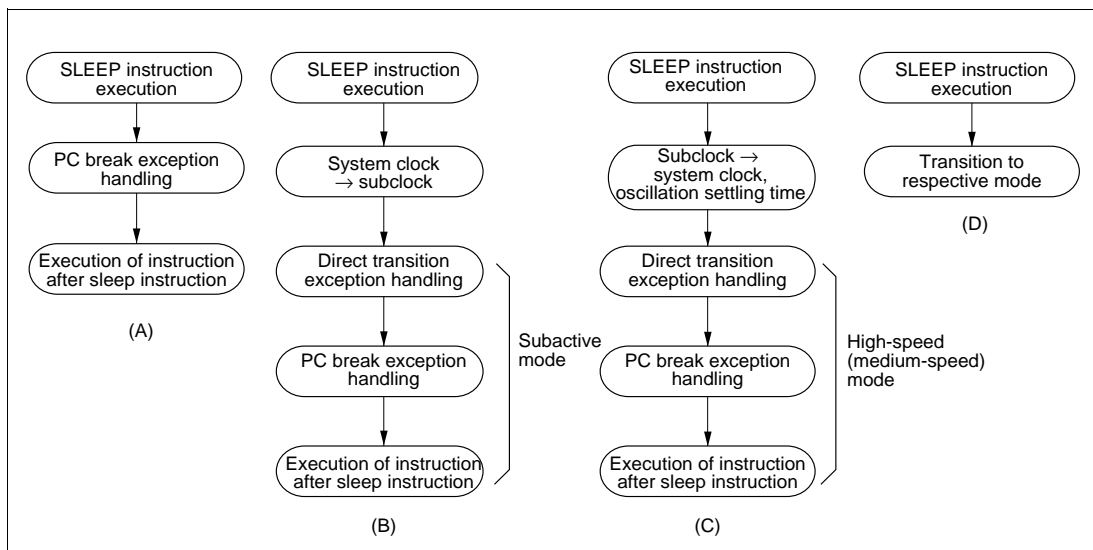 SLEEP instruction
execution
PC break exception
handling
Execution of instruction
after sleep instruction
(A)
SLEEP instruction
execution
System clock
→ subclock
Direct transition
exception handling
PC break exception
handling
Execution of instruction
after sleep instruction
Subactive
mode
(B)
SLEEP instruction
execution
Subclock →
system clock,
oscillation settling time
Direct transition
exception handling
PC break exception
handling
Execution of instruction
after sleep instruction
High-speed
(medium-speed)
mode
(C)
SLEEP instruction
execution
Transition to
respective mode
(D)